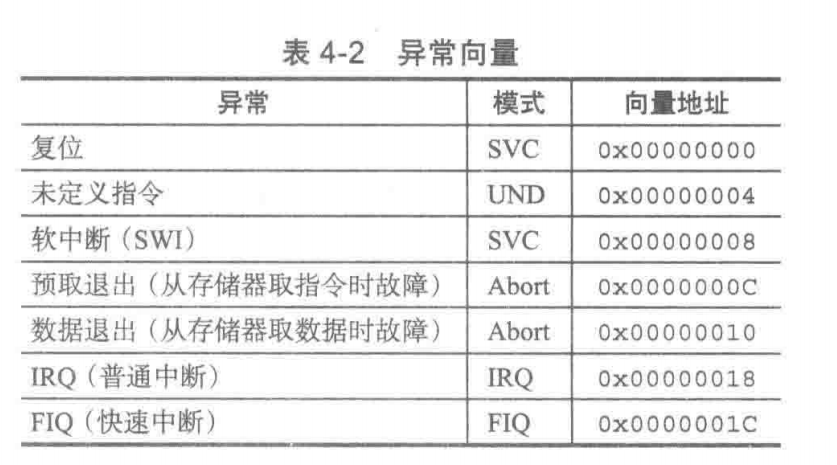 表 4-2 异常向量
异常 模式 向量地址
复位 SVC 0x00000000
未定义指令 UND 0x00000004
软中断（SWI） SVC 0x00000008
预取退出（从存储器取指令时故障） Abort 0x0000000C
数据退出（从存储器取数据时故障） Abort 0x00000010
IRQ（普通中断） IRQ 0x00000018
FIQ（快速中断） FIQ 0x0000001C